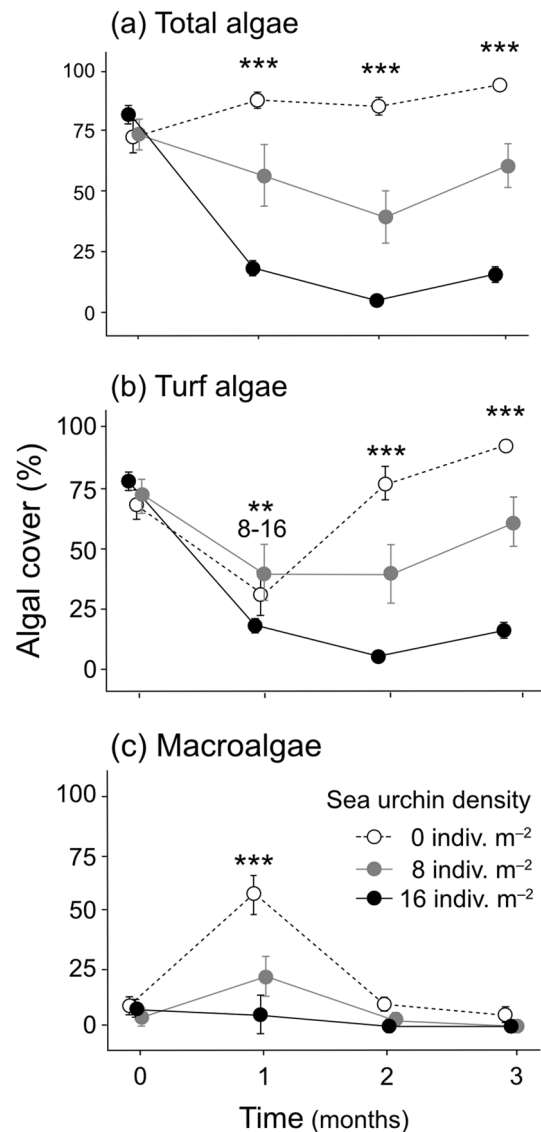 (a) Total algae
***
***
***
100
75
50
25
0
(b) Turf algae
***
***
**
8-16
100
75
50
25
0
Algal cover (%)
(c) Macroalgae
100
75
50
25
0
***
Sea urchin density
0 indiv. m⁻²
8 indiv. m⁻²
16 indiv. m⁻²
0 1 2 3
Time (months)